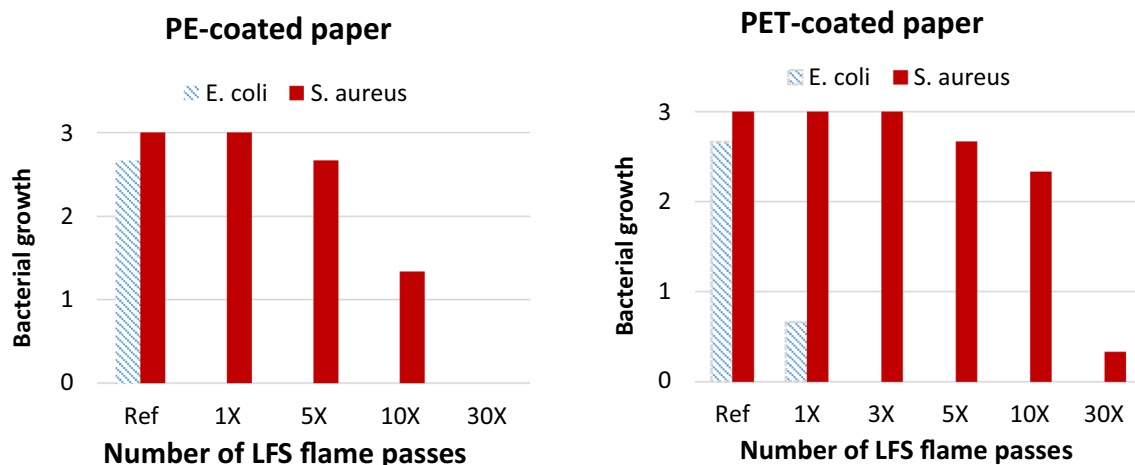 PE-coated paper
E. coli S. aureus
3
2
1
0
Bacterial growth
Ref 1X 5X 10X 30X
Number of LFS flame passes
PET-coated paper
E. coli S. aureus
3
2
1
0
Bacterial growth
Ref 1X 3X 5X 10X 30X
Number of LFS flame passes